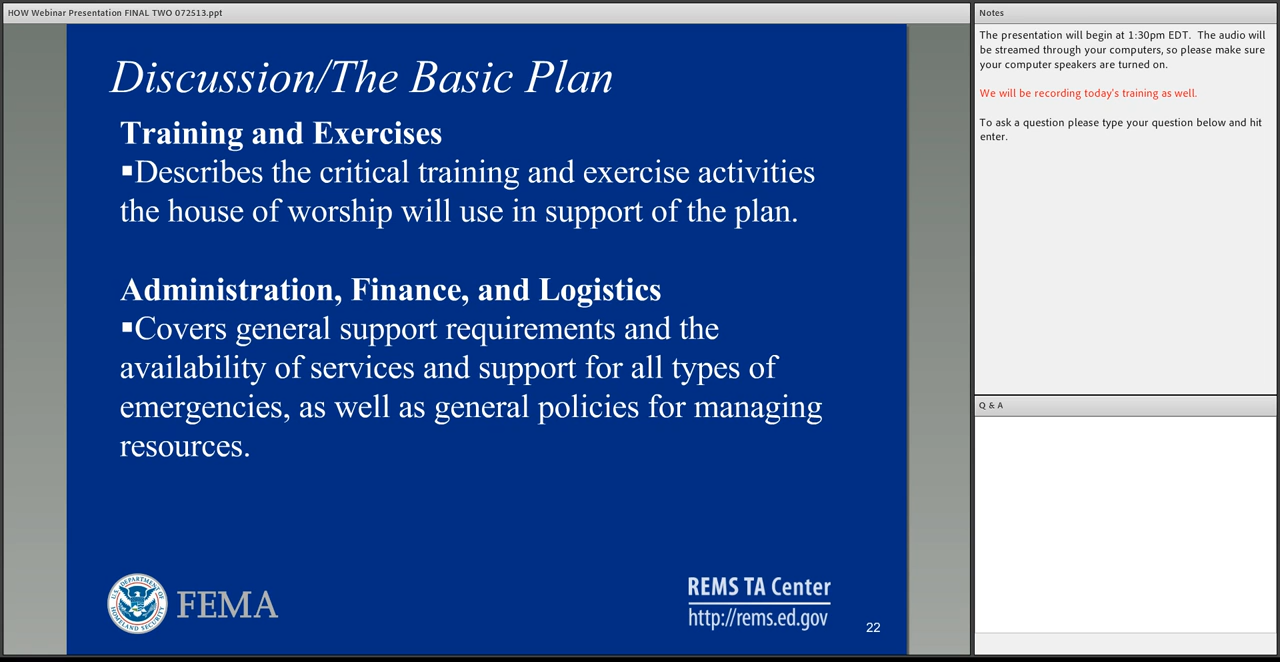 HOW Webinar Presentation FINAL TWO 072513.ppt
Discussion/The Basic Plan
Training and Exercises
▪Describes the critical training and exercise activities
the house of worship will use in support of the plan.
Administration, Finance, and Logistics
▪Covers general support requirements and the
availability of services and support for all types of
emergencies, as well as general policies for managing
resources.
U.S. DEPARTMENT OF
HOMELAND SECURITY
FEMA
REMS TA Center
http://rems.ed.gov
22
Notes
The presentation will begin at 1:30pm EDT.  The audio will
be streamed through your computers, so please make sure
your computer speakers are turned on.
We will be recording today's training as well.
To ask a question please type your question below and hit
enter.
Q & A